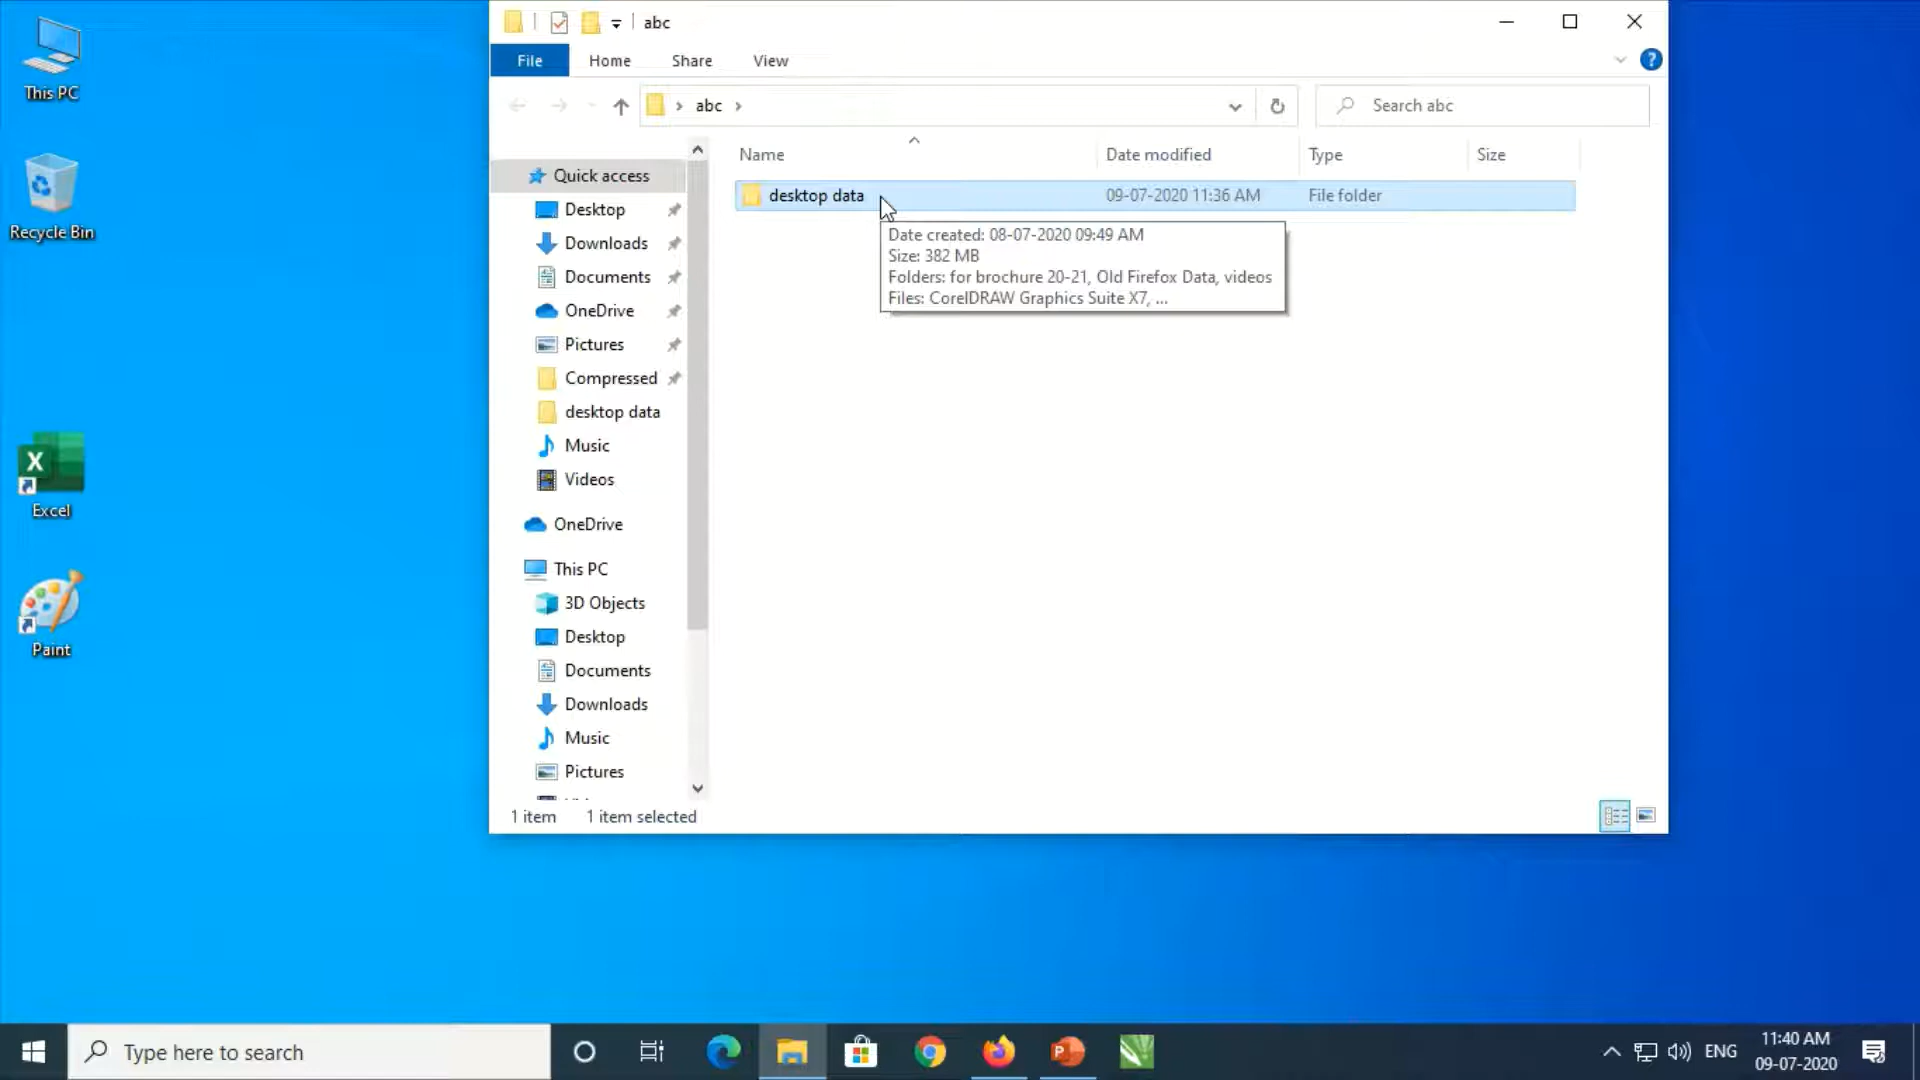 This PC
Recycle Bin
Excel
Paint
abc
File
Home
Share
View
abc
Search abc
Name
Date modified
Type
Size
desktop data
09-07-2020 11:36 AM
File folder
Date created: 08-07-2020 09:49 AM
Size: 382 MB
Folders: for brochure 20-21, Old Firefox Data, videos
Files: CorelDRAW Graphics Suite X7, ...
Quick access
Desktop
Downloads
Documents
OneDrive
Pictures
Compressed
desktop data
Music
Videos
OneDrive
This PC
3D Objects
Desktop
Documents
Downloads
Music
Pictures
1 item
1 item selected
Type here to search
ENG
11:40 AM
09-07-2020